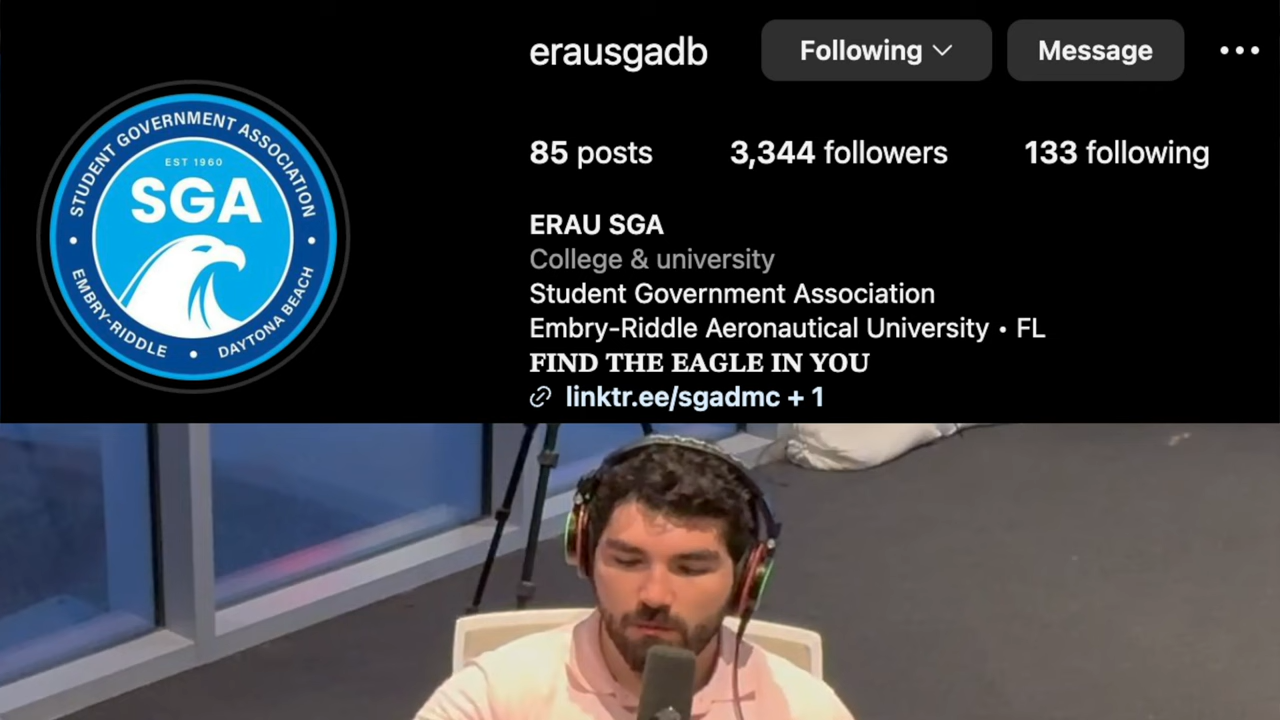 erausgadb
Following
Message
STUDENT GOVERNMENT ASSOCIATION
EST 1960
SGA
EMBRY-RIDDLE • DAYTONA BEACH
85 posts
3,344 followers
133 following
ERAU SGA
College & university
Student Government Association
Embry-Riddle Aeronautical University • FL
FIND THE EAGLE IN YOU
linktr.ee/sgadmc + 1